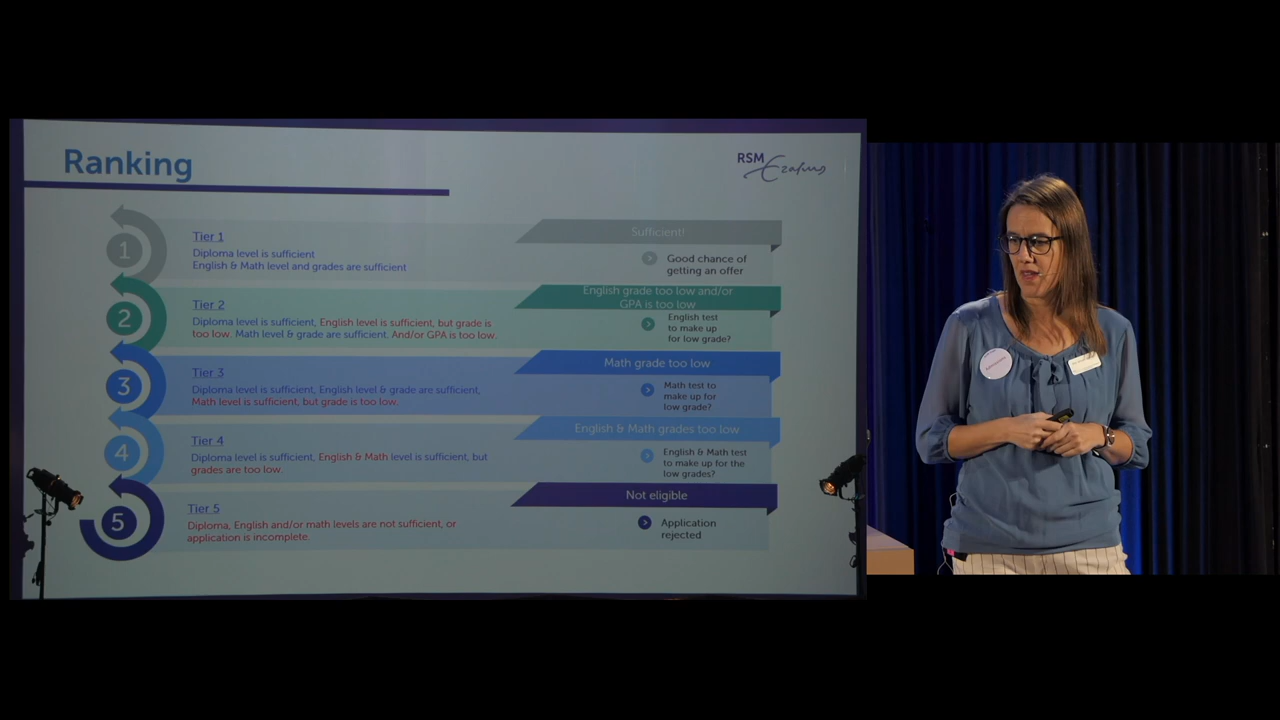 Ranking
RSM
Erasmus
1
Tier 1
Diploma level is sufficient
English & Math level and grades are sufficient
Sufficient!
Good chance of
getting an offer
2
Tier 2
Diploma level is sufficient, English level is sufficient, but grade is
too low. Math level & grade are sufficient. And/or GPA is too low.
English grade too low and/or
GPA is too low
English test
to make up
for low grade?
3
Tier 3
Diploma level is sufficient, English level & grade are sufficient,
Math level is sufficient, but grade is too low.
Math grade too low
Math test to
make up for
low grade?
4
Tier 4
Diploma level is sufficient, English & Math level is sufficient, but
grades are too low.
English & Math grades too low
English & Math test
to make up for the
low grades?
5
Tier 5
Diploma, English and/or math levels are not sufficient, or
application is incomplete.
Not eligible
Application
rejected